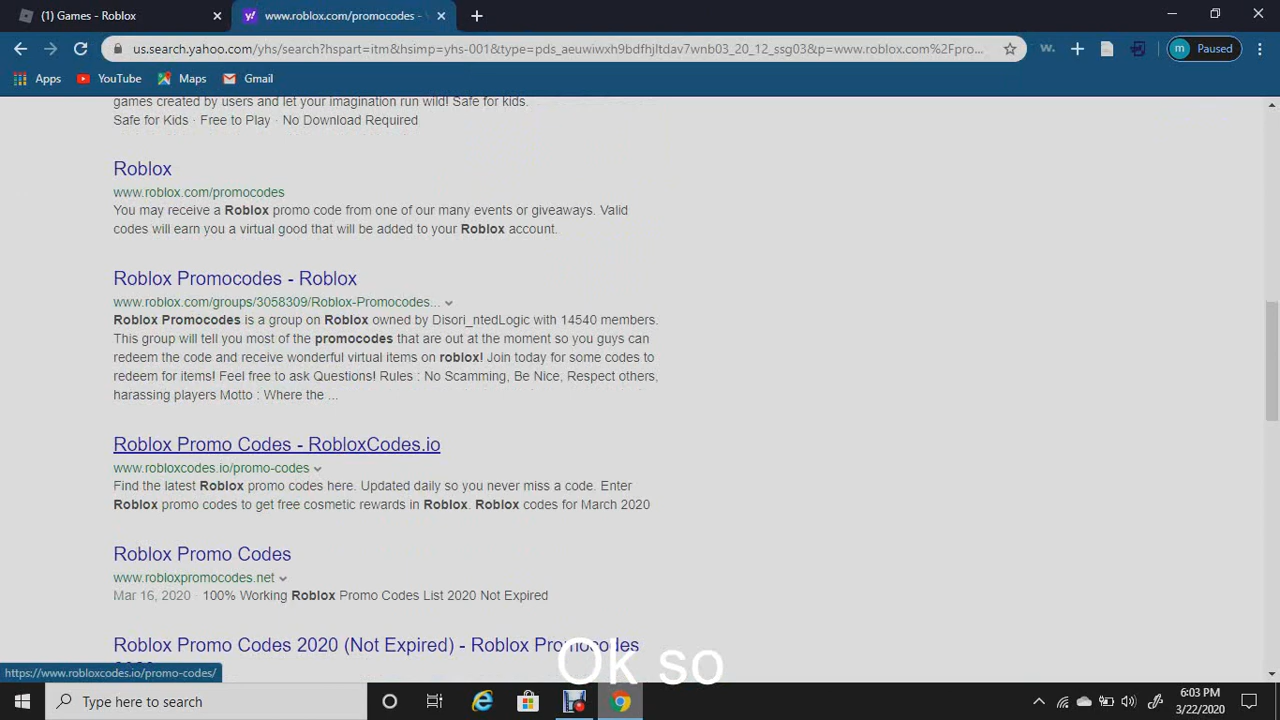 (1) Games - Roblox
www.roblox.com/promocodes -
us.search.yahoo.com/yhs/search?hspart=itm&hsimp=yhs-001&type=pds_aeuwiwxh9bdfhjltdav7wnb03_20_12_ssg03&p=www.roblox.com%2Fpro...
w.
m Paused
Apps YouTube Maps Gmail
games created by users and let your imagination run wild! Safe for kids.
Safe for Kids · Free to Play · No Download Required
Roblox
www.roblox.com/promocodes
You may receive a Roblox promo code from one of our many events or giveaways. Valid
codes will earn you a virtual good that will be added to your Roblox account.
Roblox Promocodes - Roblox
www.roblox.com/groups/3058309/Roblox-Promocodes...
Roblox Promocodes is a group on Roblox owned by Disori_ntedLogic with 14540 members.
This group will tell you most of the promocodes that are out at the moment so you guys can
redeem the code and receive wonderful virtual items on roblox! Join today for some codes to
redeem for items! Feel free to ask Questions! Rules : No Scamming, Be Nice, Respect others,
harassing players Motto : Where the ...
Roblox Promo Codes - RobloxCodes.io
www.robloxcodes.io/promo-codes
Find the latest Roblox promo codes here. Updated daily so you never miss a code. Enter
Roblox promo codes to get free cosmetic rewards in Roblox. Roblox codes for March 2020
Roblox Promo Codes
www.robloxpromocodes.net
Mar 16, 2020 · 100% Working Roblox Promo Codes List 2020 Not Expired
Roblox Promo Codes 2020 (Not Expired) - Roblox Promocodes
Ok so
https://www.robloxcodes.io/promo-codes/
Type here to search
6:03 PM
3/22/2020